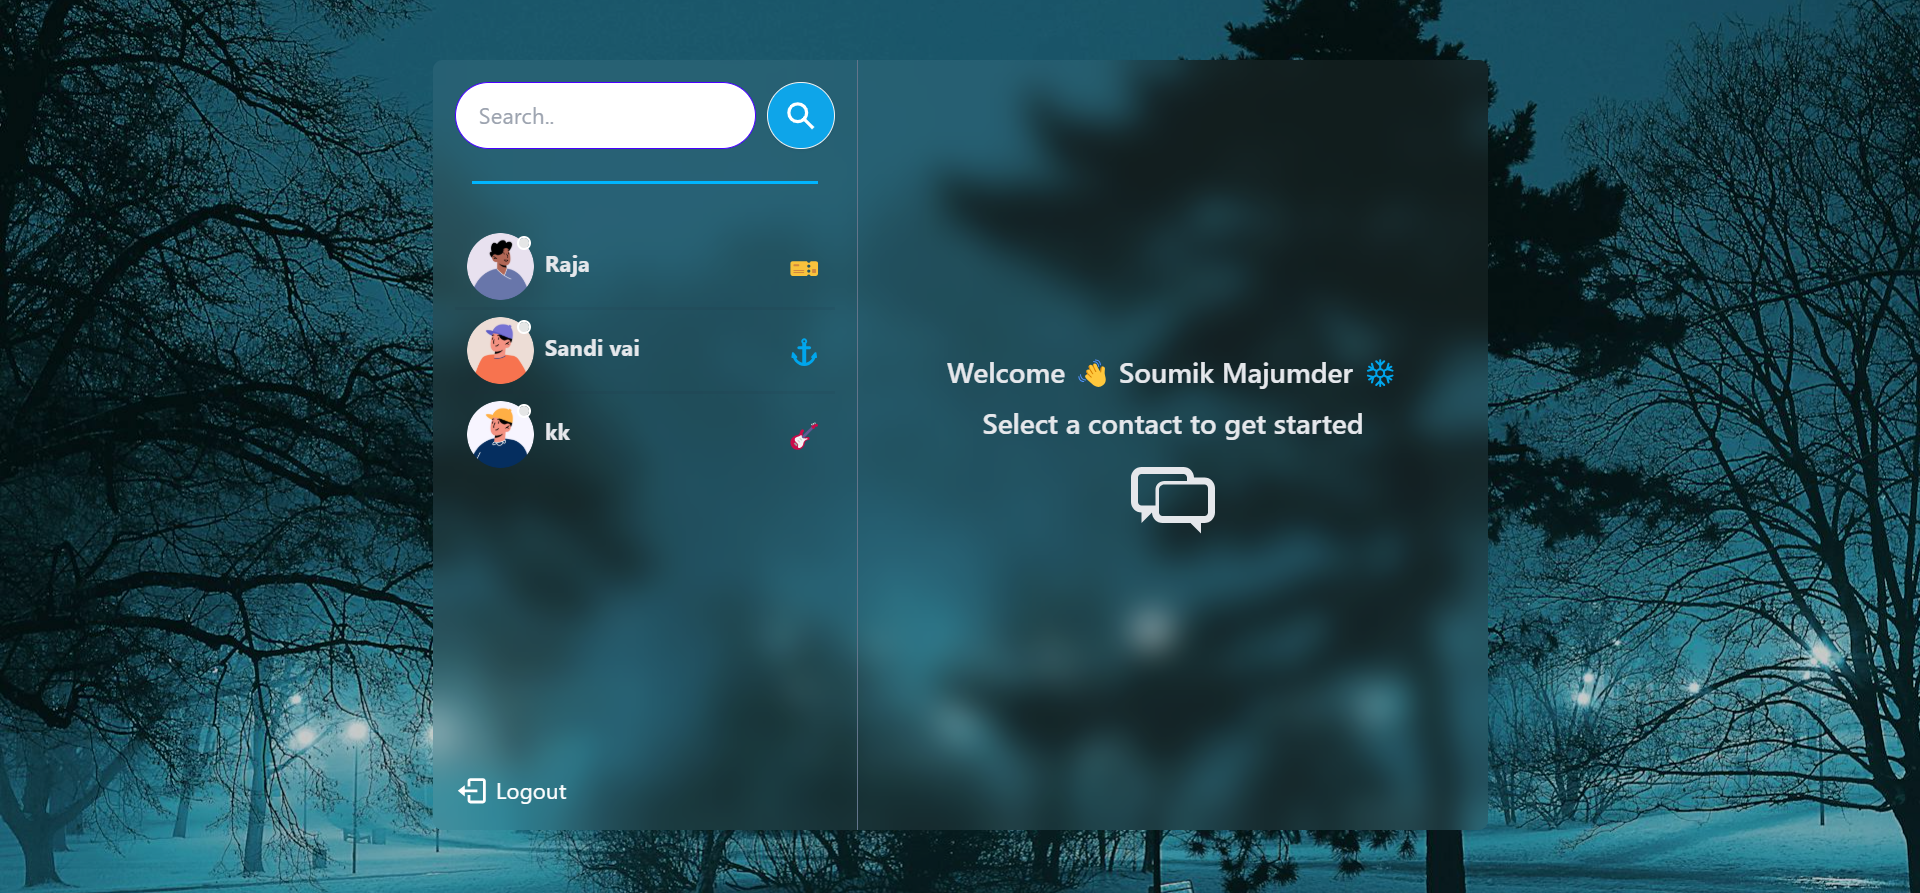 Search..
Raja
Sandi vai
kk
Logout
Welcome 👋 Soumik Majumder ❄
Select a contact to get started